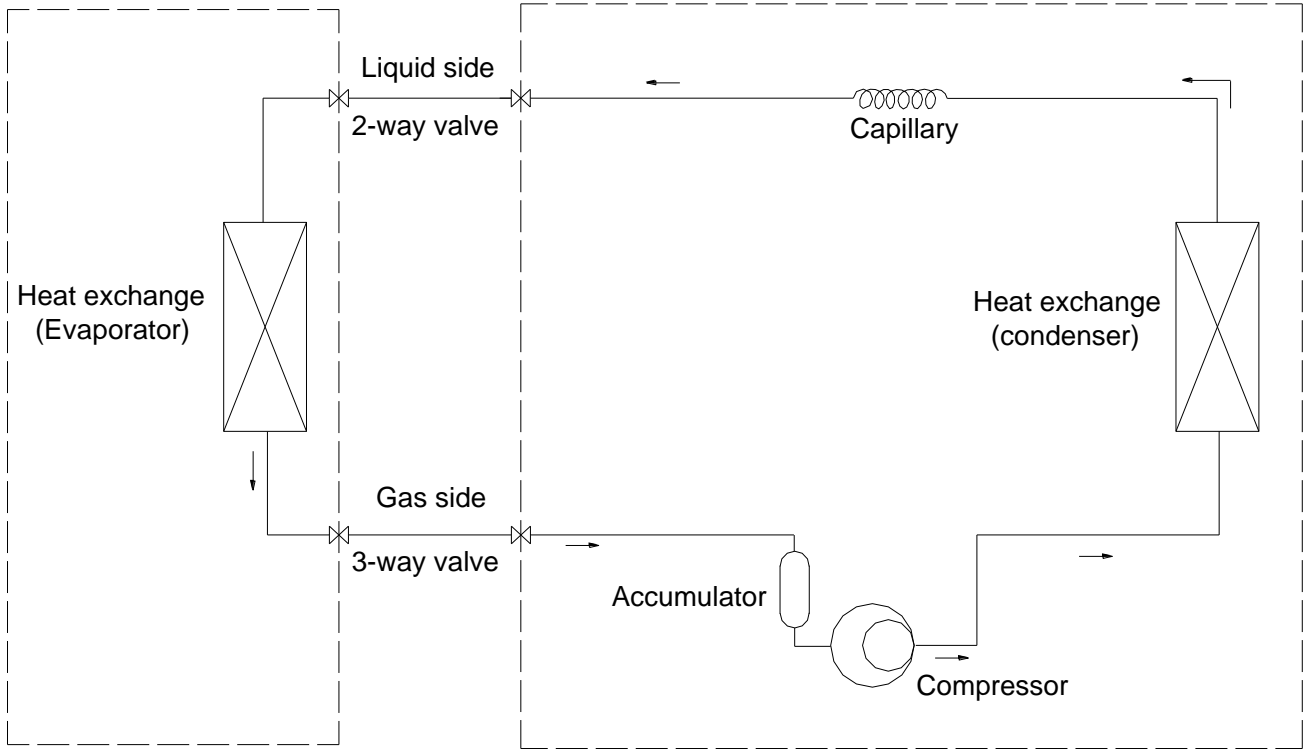 Liquid side
2-way valve
Capillary
Heat exchange
(Evaporator)
Heat exchange
(condenser)
Gas side
3-way valve
Accumulator
Compressor